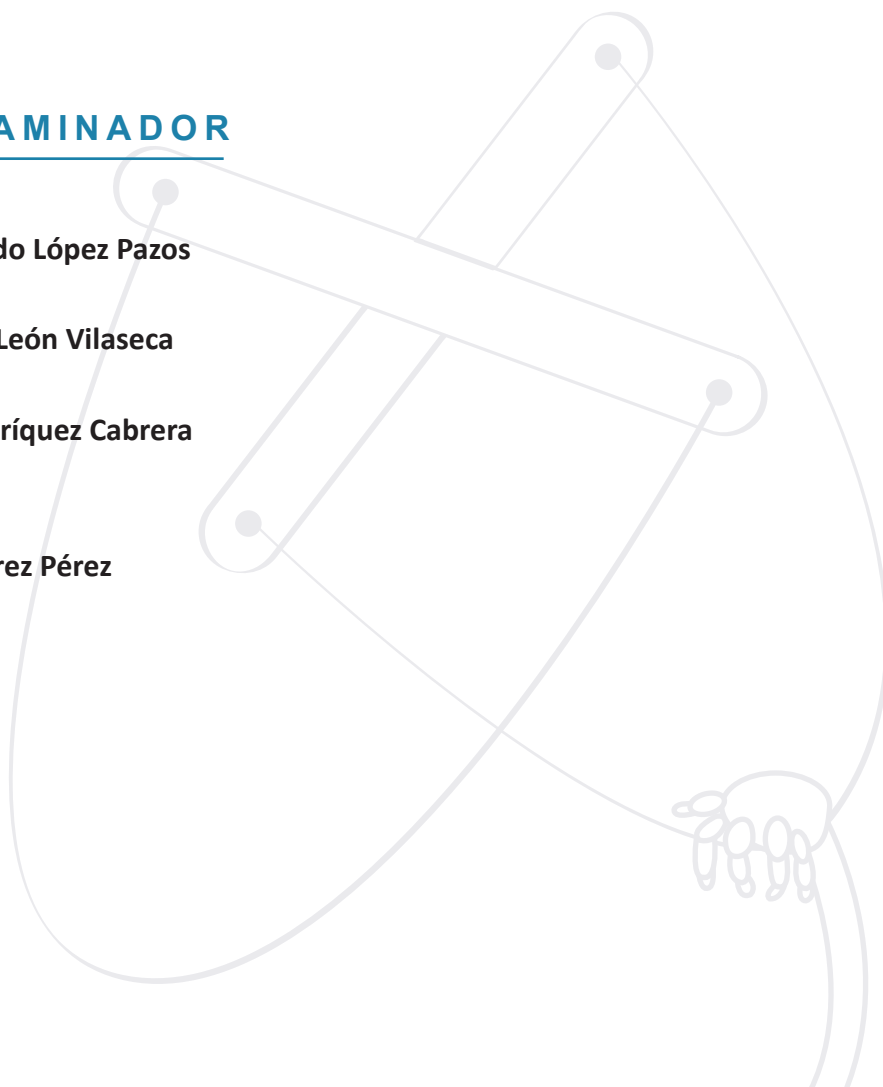 AMINADOR
do López Pazos
León Vilaseca
ríquez Cabrera
rez Pérez